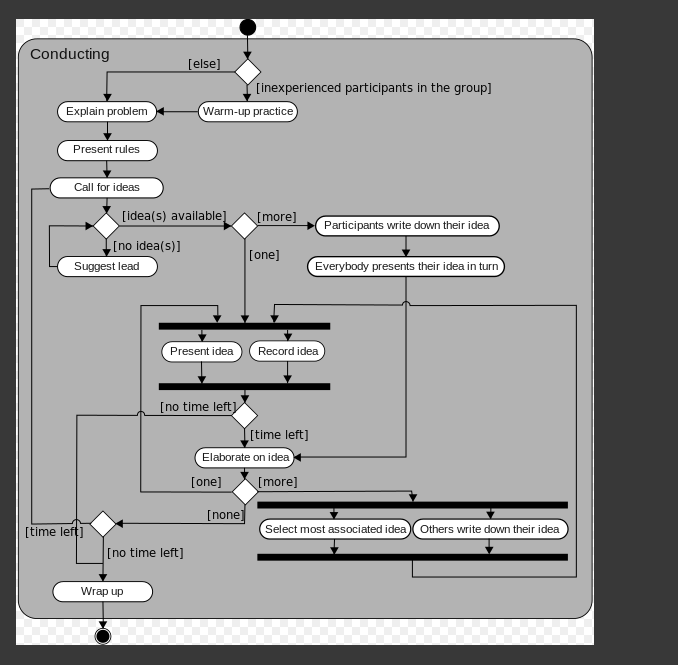 Conducting
[else]
[inexperienced participants in the group]
Explain problem
Warm-up practice
Present rules
Call for ideas
[idea(s) available]
[more]
Participants write down their idea
[no idea(s)]
[one]
Suggest lead
Everybody presents their idea in turn
Present idea
Record idea
[no time left]
[time left]
Elaborate on idea
[one]
[more]
[none]
[time left]
Select most associated idea
Others write down their idea
[no time left]
Wrap up